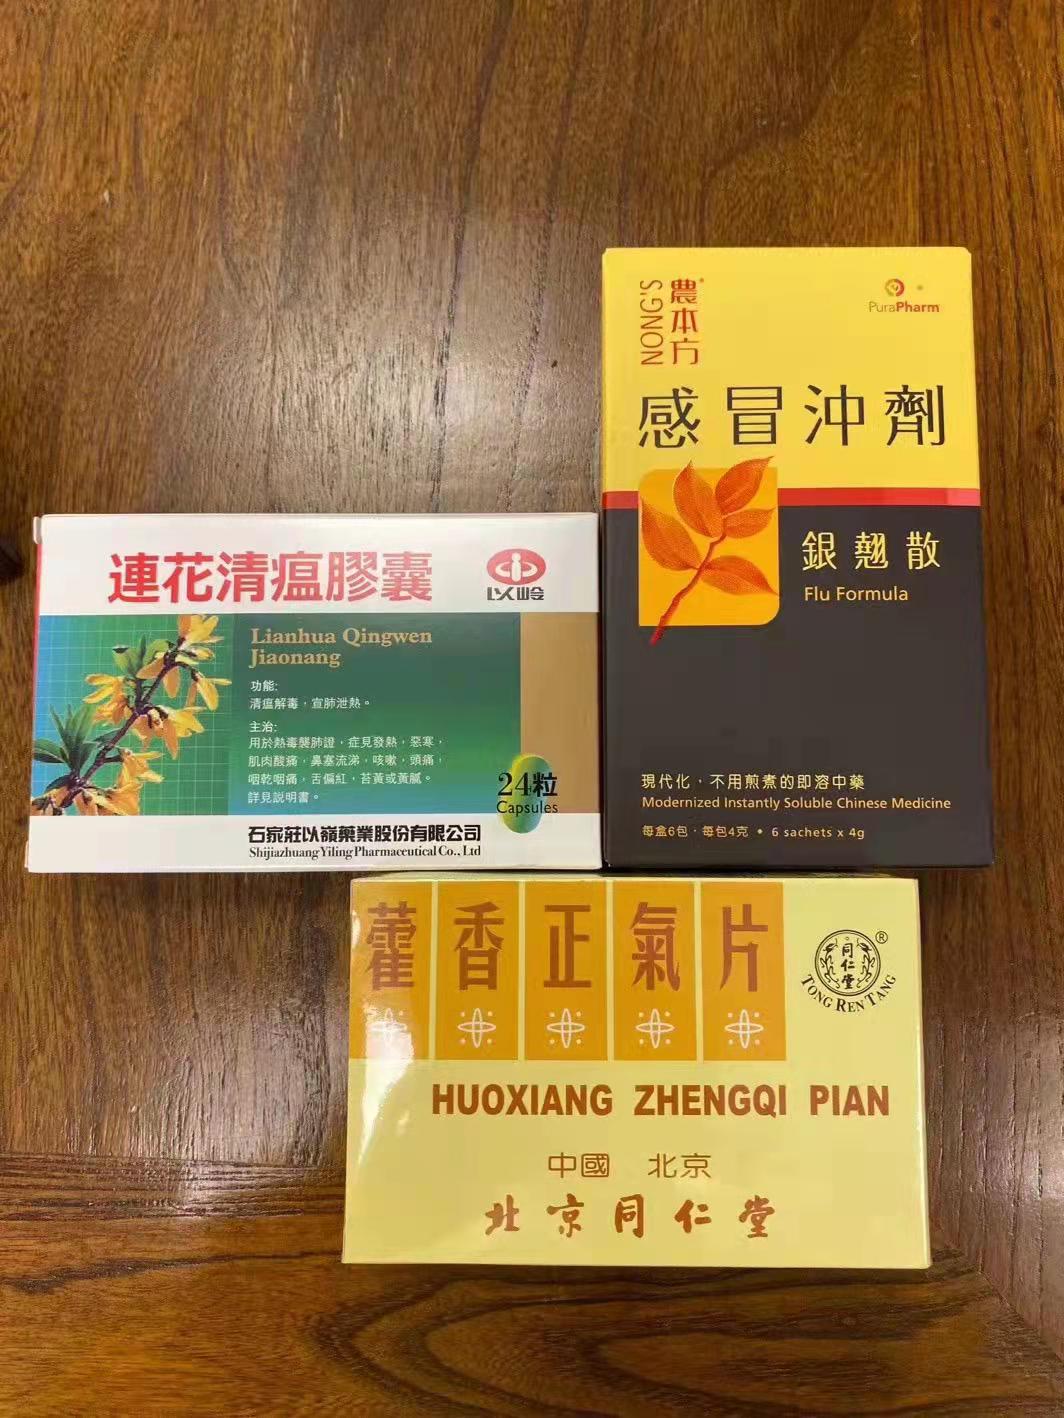 農本方®
NONG'S
PuraPharm
感冒沖劑
銀翹散
Flu Formula
現代化，不用煎煮的即溶中藥
Modernized Instantly Soluble Chinese Medicine
每盒6包，每包4克 • 6 sachets x 4g
連花清瘟膠囊
以岭
Lianhua Qingwen
Jiaonang
功能:
清瘟解毒，宣肺泄熱。
主治:
用於熱毒襲肺證，症見發熱，惡寒，
肌肉酸痛，鼻塞流涕，咳嗽，頭痛，
咽乾咽痛，舌偏紅，苔黃或黃膩。
詳見説明書。
24粒
Capsules
石家莊以嶺藥業股份有限公司
Shijiazhuang Yiling Pharmaceutical Co., Ltd
藿香正氣片
同仁堂
®
TONG REN TANG
HUOXIANG ZHENGQI PIAN
中國 北京
北京同仁堂